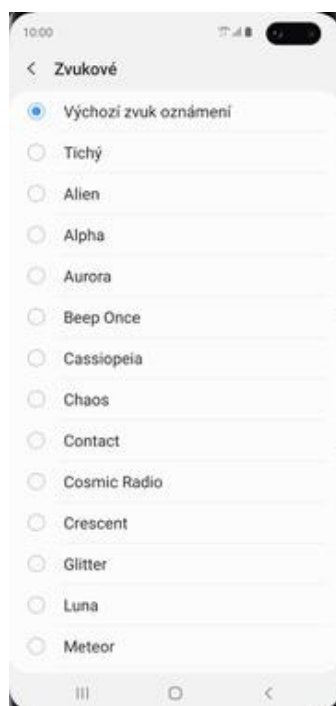 10:00
Zvukové
Výchozí zvuk oznámení
Tichý
Alien
Alpha
Aurora
Beep Once
Cassiopeia
Chaos
Contact
Cosmic Radio
Crescent
Glitter
Luna
Meteor